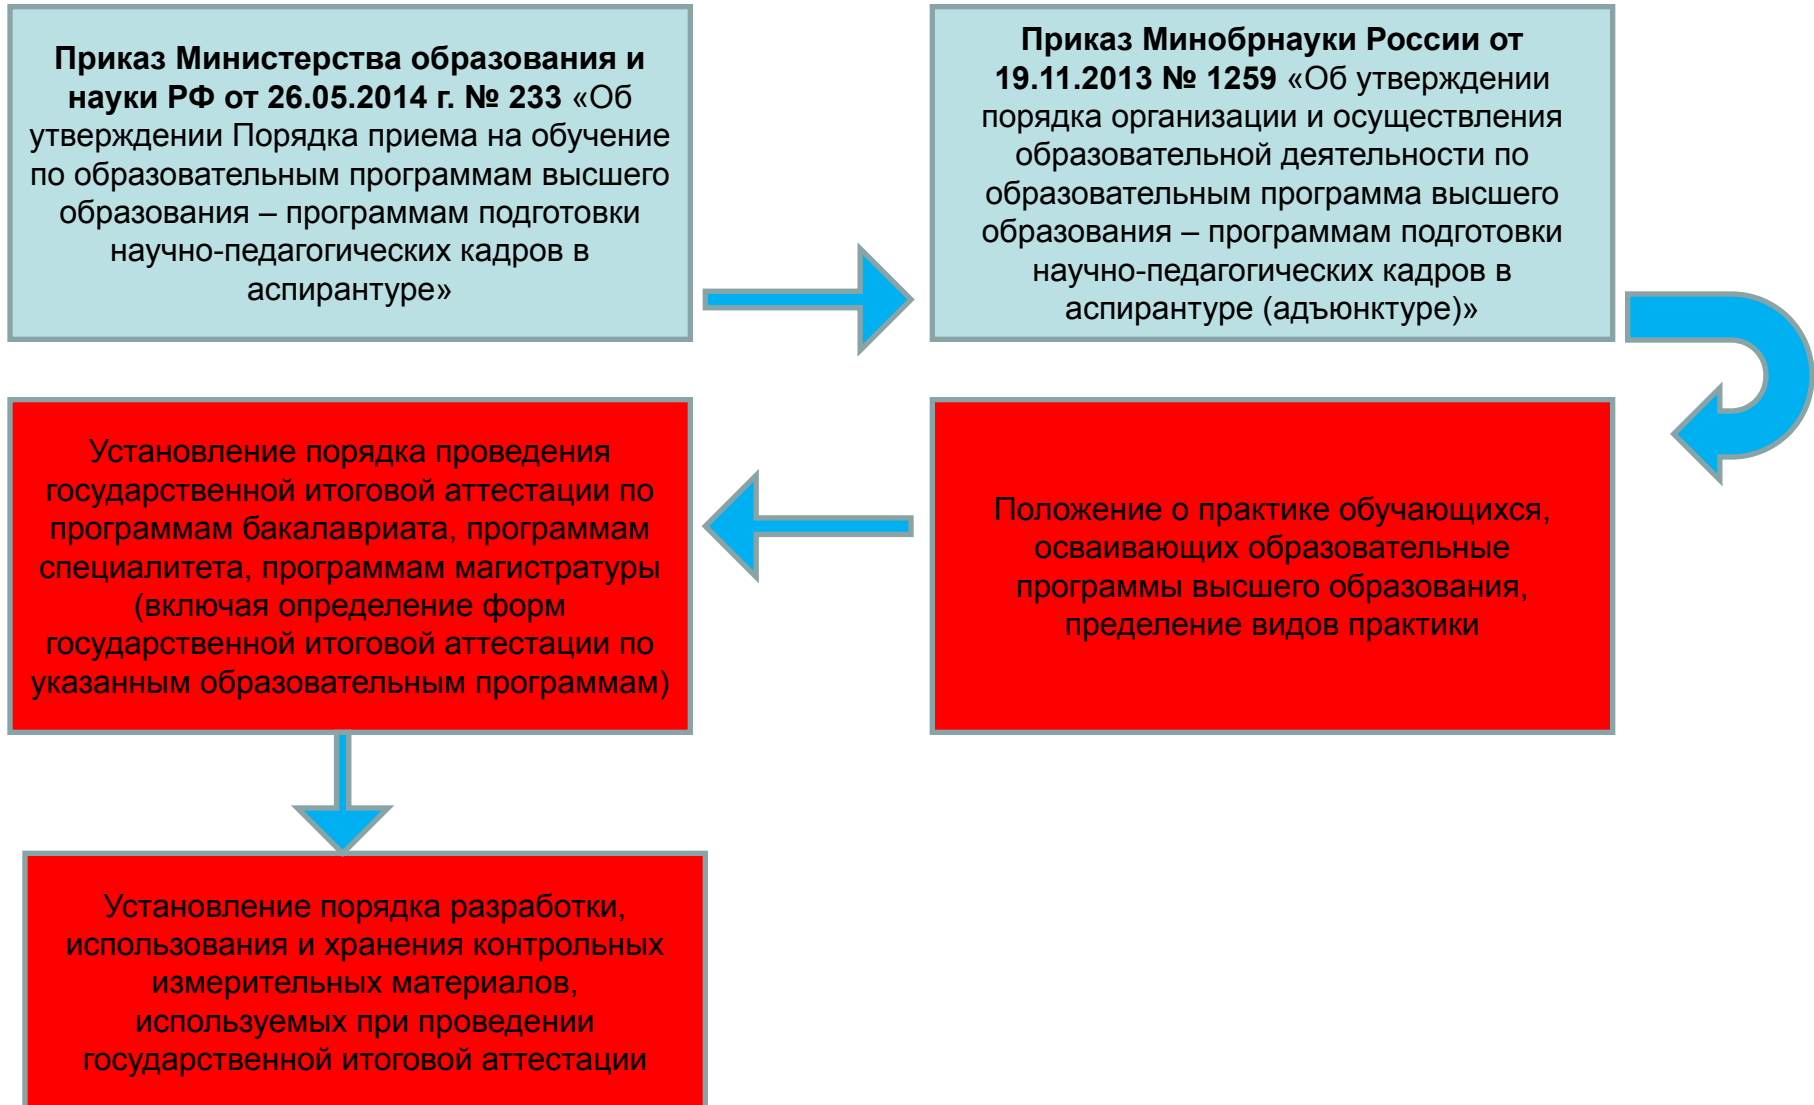 Приказ Министерства образования и
науки РФ от 26.05.2014 г. № 233 «Об
утверждении Порядка приема на обучение
по образовательным программам высшего
образования – программам подготовки
научно-педагогических кадров в
аспирантуре»
Приказ Минобрнауки России от
19.11.2013 № 1259 «Об утверждении
порядка организации и осуществления
образовательной деятельности по
образовательным программа высшего
образования – программам подготовки
научно-педагогических кадров в
аспирантуре (адъюнктуре)»
Положение о практике обучающихся,
осваивающих образовательные
программы высшего образования,
пределение видов практики
Установление порядка проведения
государственной итоговой аттестации по
программам бакалавриата, программам
специалитета, программам магистратуры
(включая определение форм
государственной итоговой аттестации по
указанным образовательным программам)
Установление порядка разработки,
использования и хранения контрольных
измерительных материалов,
используемых при проведении
государственной итоговой аттестации